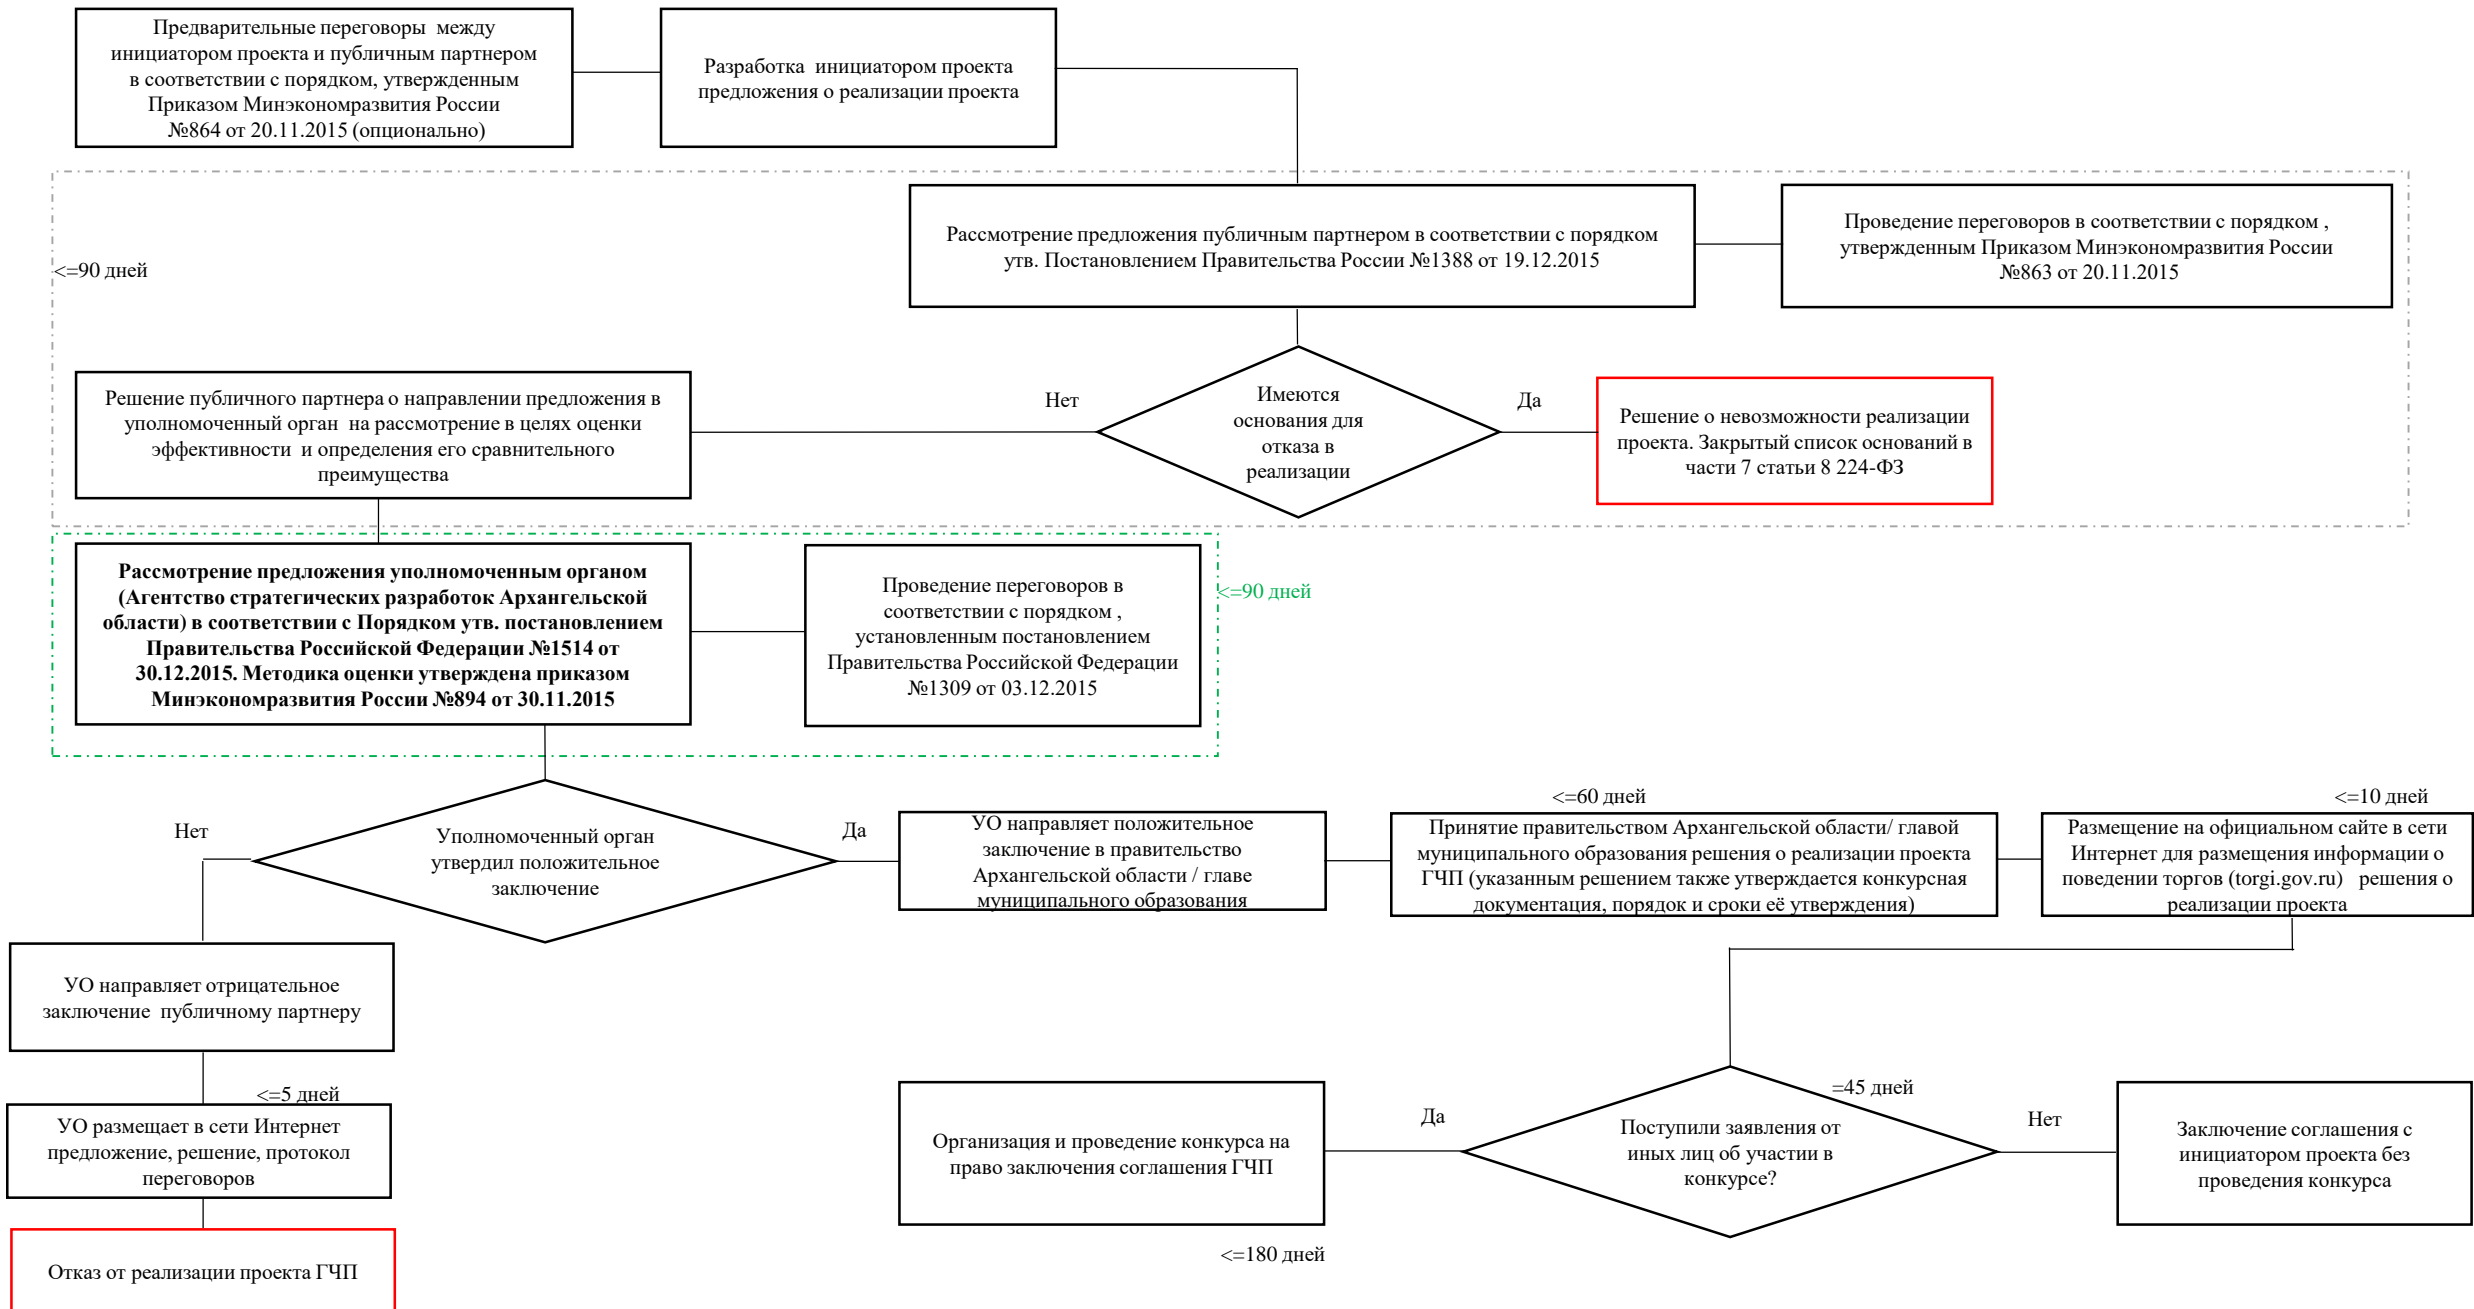 Предварительные переговоры между
инициатором проекта и публичным партнером
в соответствии с порядком, утвержденным
Приказом Минэкономразвития России
№864 от 20.11.2015 (опционально)
Разработка инициатором проекта
предложения о реализации проекта
<=90 дней
Рассмотрение предложения публичным партнером в соответствии с порядком
утв. Постановлением Правительства России №1388 от 19.12.2015
Проведение переговоров в соответствии с порядком ,
утвержденным Приказом Минэкономразвития России
№863 от 20.11.2015
Решение публичного партнера о направлении предложения в
уполномоченный орган на рассмотрение в целях оценки
эффективности и определения его сравнительного
преимущества
Нет
Имеются
основания для
отказа в
реализации
Да
Решение о невозможности реализации
проекта. Закрытый список оснований в
части 7 статьи 8 224-ФЗ
Рассмотрение предложения уполномоченным органом
(Агентство стратегических разработок Архангельской
области) в соответствии с Порядком утв. постановлением
Правительства Российской Федерации №1514 от
30.12.2015. Методика оценки утверждена приказом
Минэкономразвития России №894 от 30.11.2015
Проведение переговоров в
соответствии с порядком ,
установленным постановлением
Правительства Российской Федерации
№1309 от 03.12.2015
<=90 дней
Нет
Уполномоченный орган
утвердил положительное
заключение
Да
УО направляет положительное
заключение в правительство
Архангельской области / главе
муниципального образования
<=60 дней
Принятие правительством Архангельской области/ главой
муниципального образования решения о реализации проекта
ГЧП (указанным решением также утверждается конкурсная
документация, порядок и сроки её утверждения)
<=10 дней
Размещение на официальном сайте в сети
Интернет для размещения информации о
поведении торгов (torgi.gov.ru) решения о
реализации проекта
УО направляет отрицательное
заключение публичному партнеру
<=5 дней
УО размещает в сети Интернет
предложение, решение, протокол
переговоров
Отказ от реализации проекта ГЧП
Организация и проведение конкурса на
право заключения соглашения ГЧП
<=180 дней
Да
=45 дней
Поступили заявления от
иных лиц об участии в
конкурсе?
Нет
Заключение соглашения с
инициатором проекта без
проведения конкурса